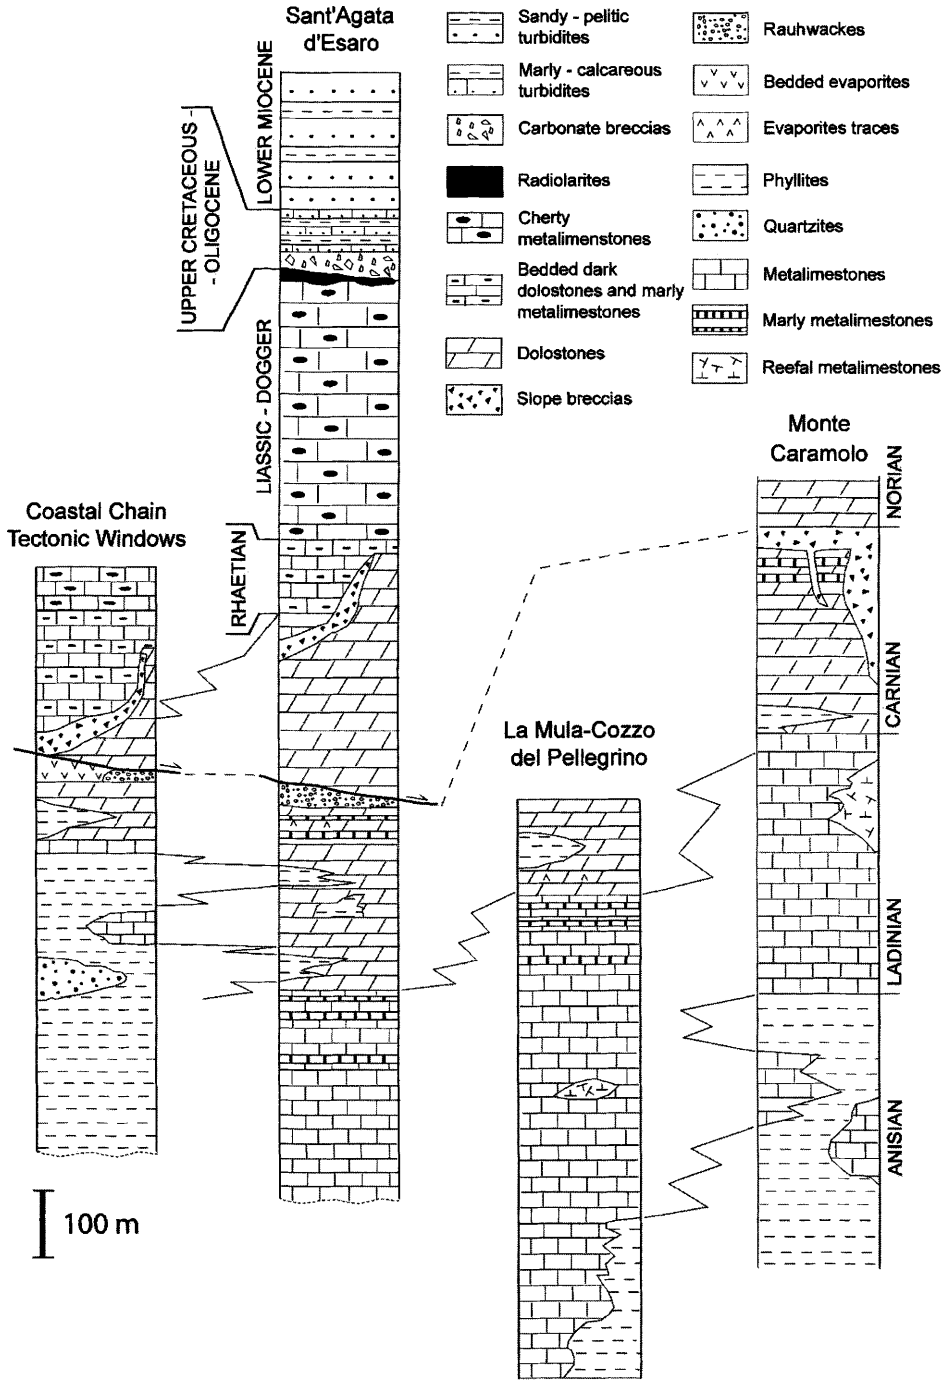 Sant'Agata
d'Esaro
LOWER MIOCENE
UPPER CRETACEOUS -
- OLIGOCENE
LIASSIC - DOGGER
RHAETIAN
Sandy - pelitic
turbidites
Marly - calcareous
turbidites
Carbonate breccias
Radiolarites
Cherty
metalimenstones
Bedded dark
dolostones and marly
metalimestones
Dolostones
Slope breccias
Rauhwackes
Bedded evaporites
Evaporites traces
Phyllites
Quartzites
Metalimestones
Marly metalimestones
Reefal metalimestones
Coastal Chain
Tectonic Windows
La Mula-Cozzo
del Pellegrino
Monte
Caramolo
NORIAN
CARNIAN
LADINIAN
ANISIAN
100 m